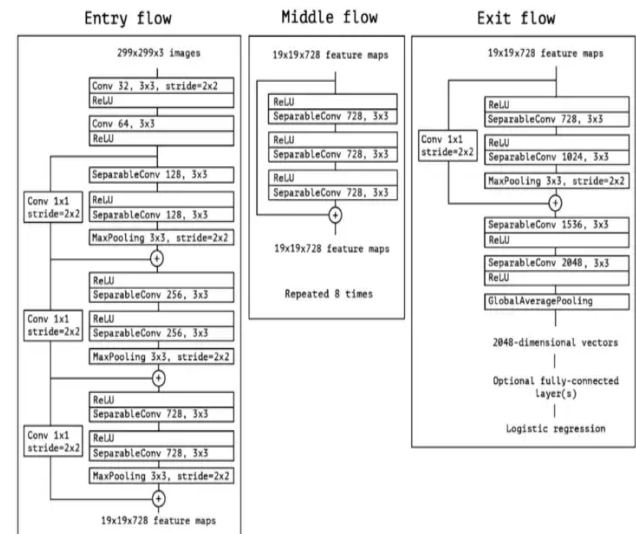 Entry flow
299x299x3 images
Conv 32, 3x3, stride=2x2
ReLU
Conv 64, 3x3
ReLU
SeparableConv 128, 3x3
Conv 1x1
stride=2x2
ReLU
SeparableConv 128, 3x3
MaxPooling 3x3, stride=2x2
+
ReLU
SeparableConv 256, 3x3
Conv 1x1
stride=2x2
ReLU
SeparableConv 256, 3x3
MaxPooling 3x3, stride=2x2
+
ReLU
SeparableConv 728, 3x3
Conv 1x1
stride=2x2
ReLU
SeparableConv 728, 3x3
MaxPooling 3x3, stride=2x2
+
19x19x728 feature maps
Middle flow
19x19x728 feature maps
ReLU
SeparableConv 728, 3x3
ReLU
SeparableConv 728, 3x3
ReLU
SeparableConv 728, 3x3
+
19x19x728 feature maps
Repeated 8 times
Exit flow
19x19x728 feature maps
ReLU
SeparableConv 728, 3x3
Conv 1x1
stride=2x2
ReLU
SeparableConv 1024, 3x3
MaxPooling 3x3, stride=2x2
+
SeparableConv 1536, 3x3
ReLU
SeparableConv 2048, 3x3
ReLU
GlobalAveragePooling
2048-dimensional vectors
Optional fully-connected
layer(s)
Logistic regression